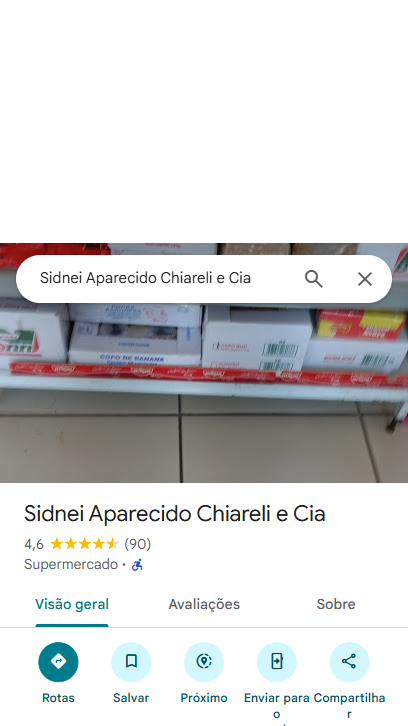 Sidnei Aparecido Chiareli e Cia
COPO DE BANANA
Sidnei Aparecido Chiareli e Cia
4,6 (90)
Supermercado ·
Visão geral Avaliações Sobre
Rotas Salvar Próximo Enviar para o Compartilhar